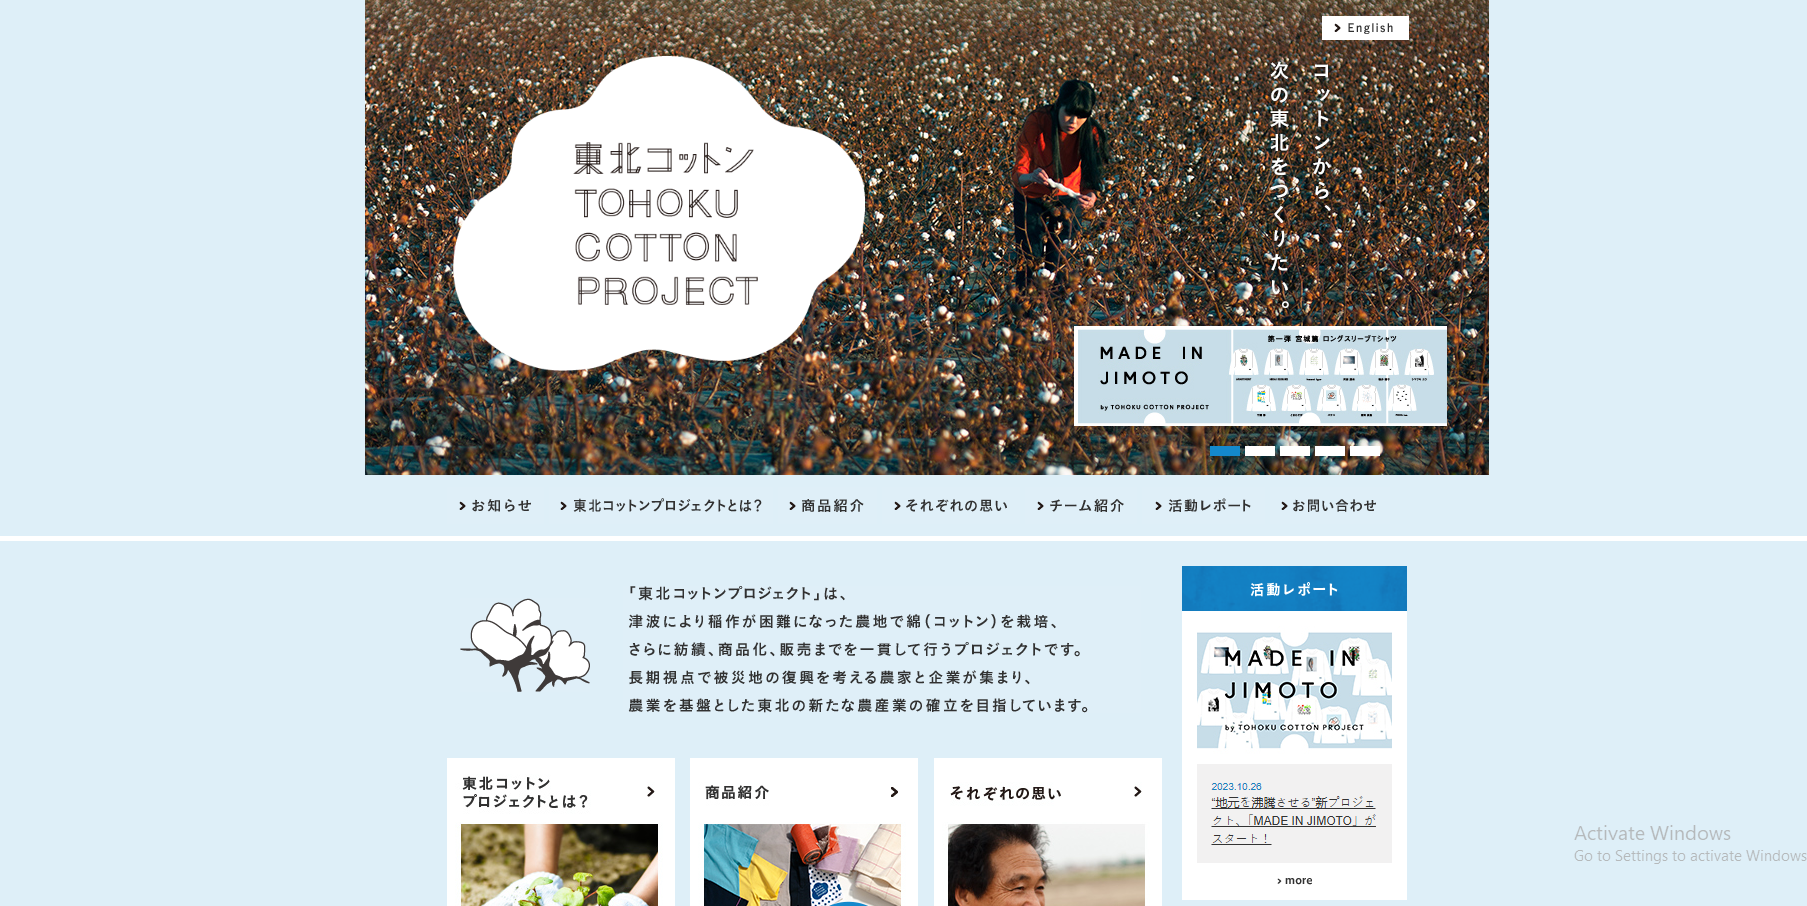 English
コットンから、
次の東北をつくりたい。
東北コットン
TOHOKU
COTTON
PROJECT
MADE IN
JIMOTO
by TOHOKU COTTON PROJECT
第一弾 宮城篇 ロングスリーブTシャツ
お知らせ
東北コットンプロジェクトとは？
商品紹介
それぞれの思い
チーム紹介
活動レポート
お問い合わせ
「東北コットンプロジェクト」は、
津波により稲作が困難になった農地で綿（コットン）を栽培、
さらに紡績、商品化、販売までを一貫して行うプロジェクトです。
長期視点で被災地の復興を考える農家と企業が集まり、
農業を基盤とした東北の新たな農産業の確立を目指しています。
活動レポート
MADE IN
JIMOTO
by TOHOKU COTTON PROJECT
2023.10.26
“地元を沸騰させる”新プロジェ
クト、「MADE IN JIMOTO」が
スタート！
more
東北コットン
プロジェクトとは？
商品紹介
それぞれの思い
Activate Windows
Go to Settings to activate Windows